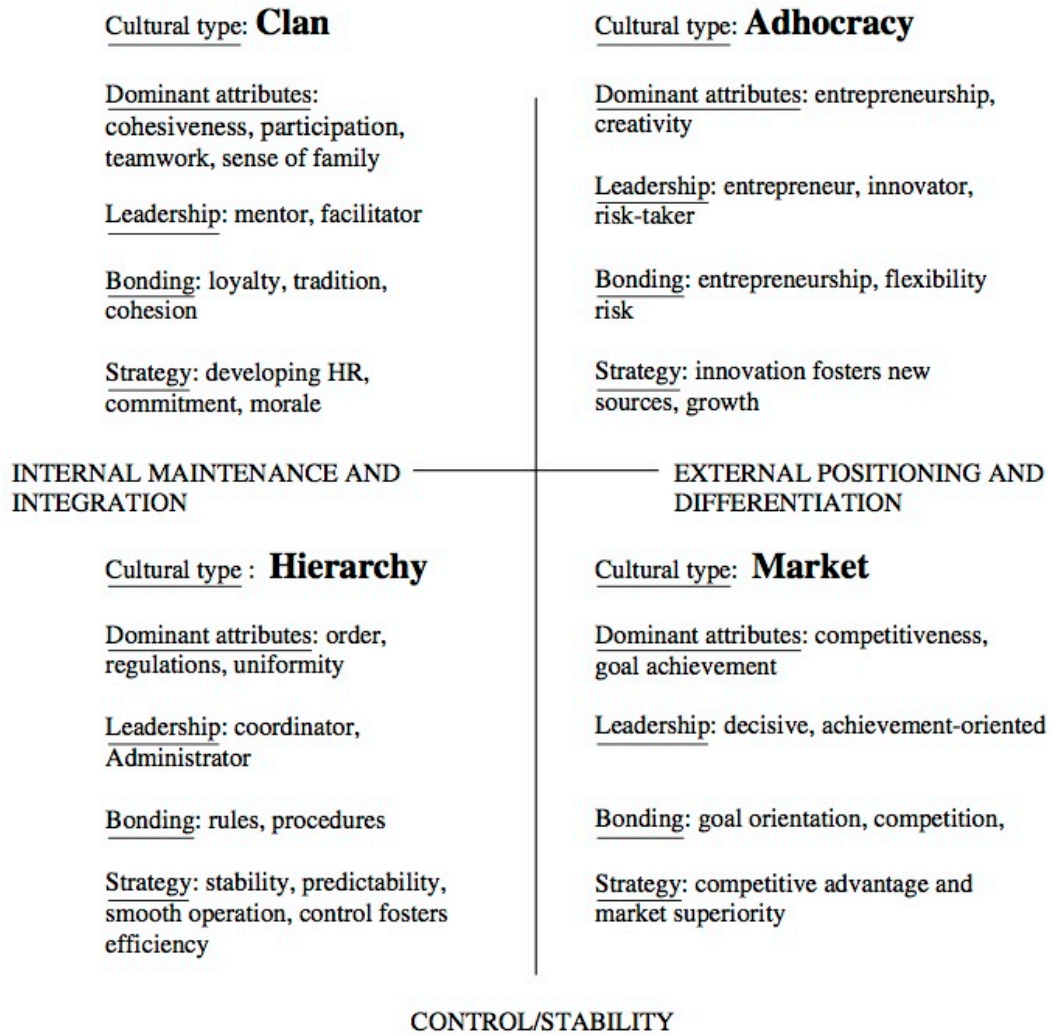 Cultural type: Clan
Dominant attributes:
cohesiveness, participation,
teamwork, sense of family
Leadership: mentor, facilitator
Bonding: loyalty, tradition,
cohesion
Strategy: developing HR,
commitment, morale
Cultural type: Adhocracy
Dominant attributes: entrepreneurship,
creativity
Leadership: entrepreneur, innovator,
risk-taker
Bonding: entrepreneurship, flexibility
risk
Strategy: innovation fosters new
sources, growth
INTERNAL MAINTENANCE AND
INTEGRATION
EXTERNAL POSITIONING AND
DIFFERENTIATION
Cultural type : Hierarchy
Dominant attributes: order,
regulations, uniformity
Leadership: coordinator,
Administrator
Bonding: rules, procedures
Strategy: stability, predictability,
smooth operation, control fosters
efficiency
Cultural type: Market
Dominant attributes: competitiveness,
goal achievement
Leadership: decisive, achievement-oriented
Bonding: goal orientation, competition,
Strategy: competitive advantage and
market superiority
CONTROL/STABILITY